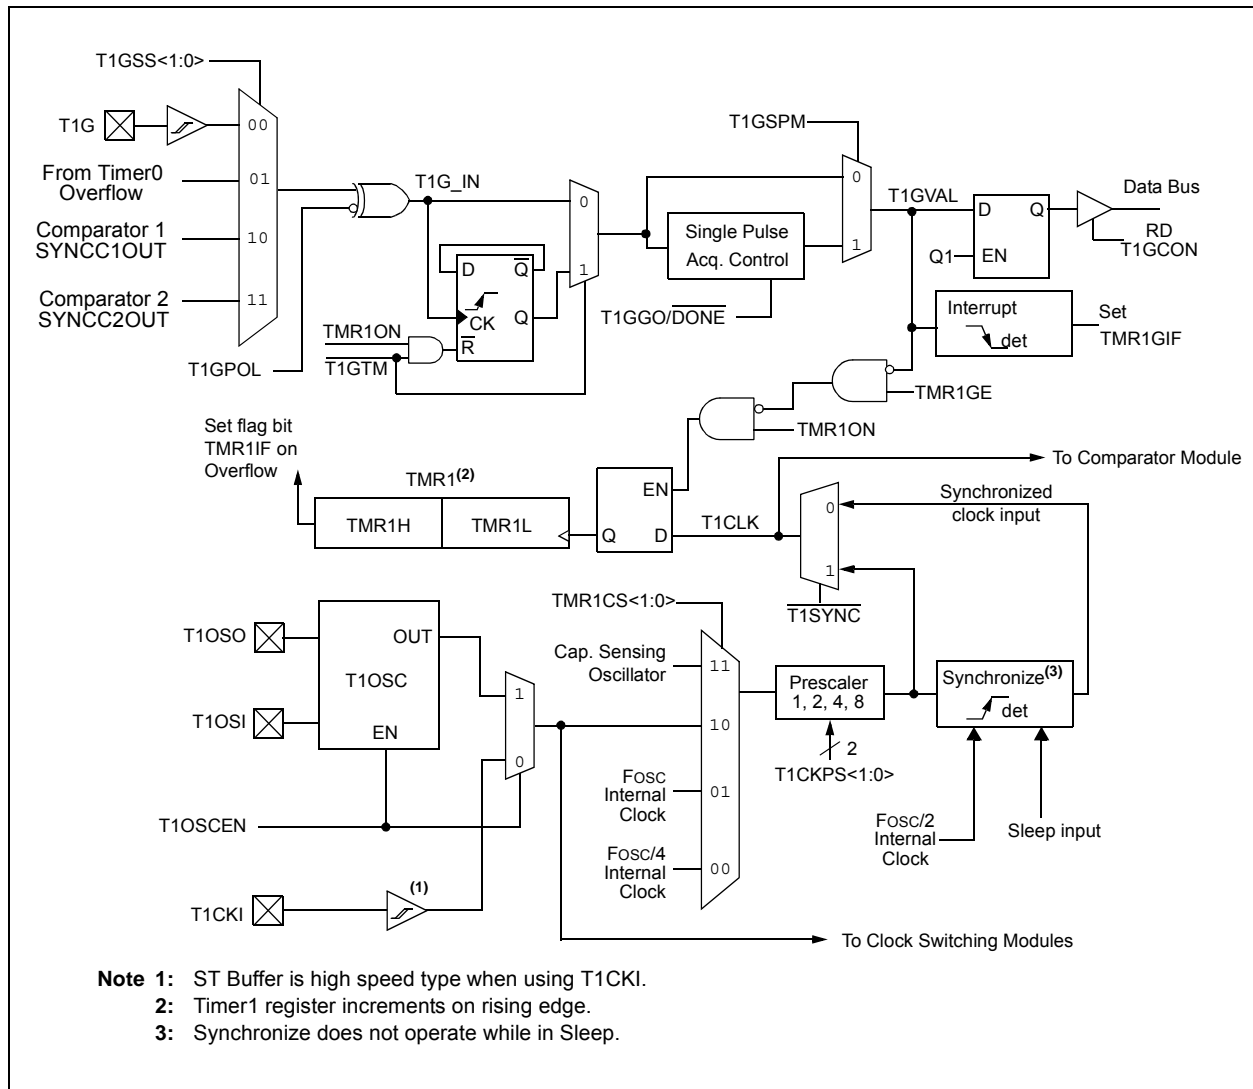 T1GSS<1:0>
T1G
00
From Timer0
Overflow
01
Comparator 1
SYNCC1OUT
10
Comparator 2
SYNCC2OUT
11
T1GPOL
T1G_IN
0
1
D
Q
CK
Q
R
TMR1ON
T1GTM
Single Pulse
Acq. Control
T1GGO/DONE
T1GSPM
0
1
T1GVAL
D
Q
Q1
EN
Data Bus
RD
T1GCON
Interrupt
det
Set
TMR1GIF
TMR1GE
TMR1ON
Set flag bit
TMR1IF on
Overflow
TMR1(2)
TMR1H
TMR1L
EN
Q
D
T1CLK
To Comparator Module
0
1
Synchronized
clock input
T1SYNC
T1OSO
T1OSI
OUT
T1OSC
EN
1
0
T1OSCEN
T1CKI
(1)
TMR1CS<1:0>
Cap. Sensing
Oscillator
11
10
FOSC
Internal
Clock
01
FOSC/4
Internal
Clock
00
Prescaler
1, 2, 4, 8
2
T1CKPS<1:0>
Synchronize(3)
det
FOSC/2
Internal
Clock
Sleep input
To Clock Switching Modules
Note 1: ST Buffer is high speed type when using T1CKI.
2: Timer1 register increments on rising edge.
3: Synchronize does not operate while in Sleep.